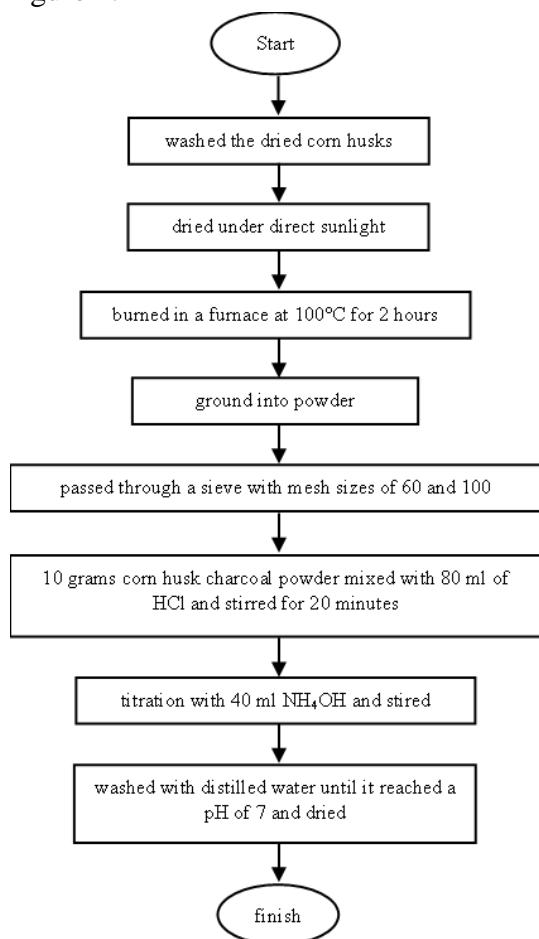 Start
washed the dried corn husks
dried under direct sunlight
burned in a furnace at 100°C for 2 hours
ground into powder
passed through a sieve with mesh sizes of 60 and 100
10 grams corn husk charcoal powder mixed with 80 ml of
HCl and stirred for 20 minutes
titration with 40 ml NH₄OH and stired
washed with distilled water until it reached a
pH of 7 and dried
finish